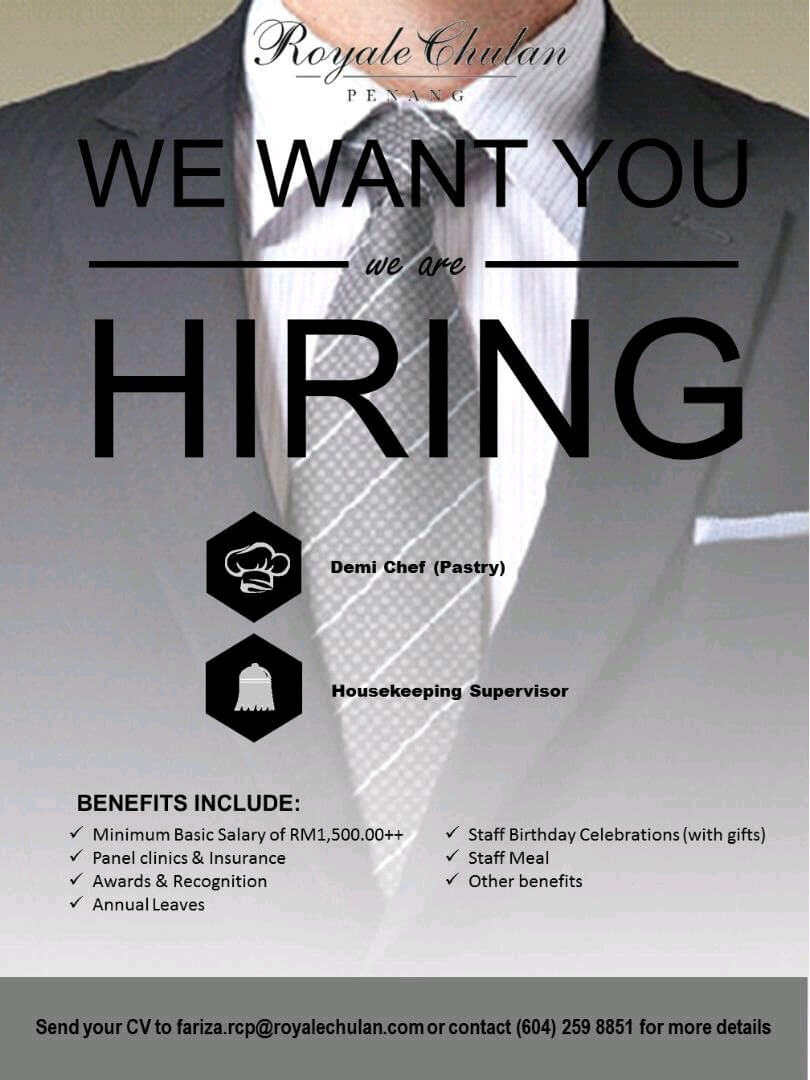 Royale Chulan
PENANG
WE WANT YOU
we are
HIRING
Demi Chef (Pastry)
Housekeeping Supervisor
BENEFITS INCLUDE:
✓ Minimum Basic Salary of RM1,500.00++
✓ Panel clinics & Insurance
✓ Awards & Recognition
✓ Annual Leaves
✓ Staff Birthday Celebrations (with gifts)
✓ Staff Meal
✓ Other benefits
Send your CV to fariza.rcp@royalechulan.com or contact (604) 259 8851 for more details